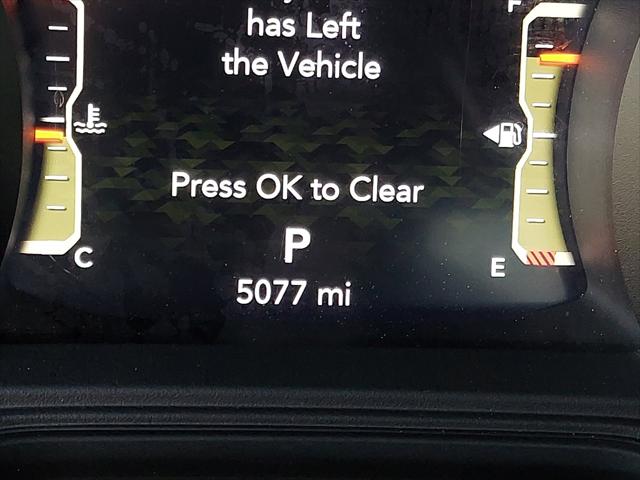 has Left
the Vehicle
Press OK to Clear
P
5077 mi
F
C
E